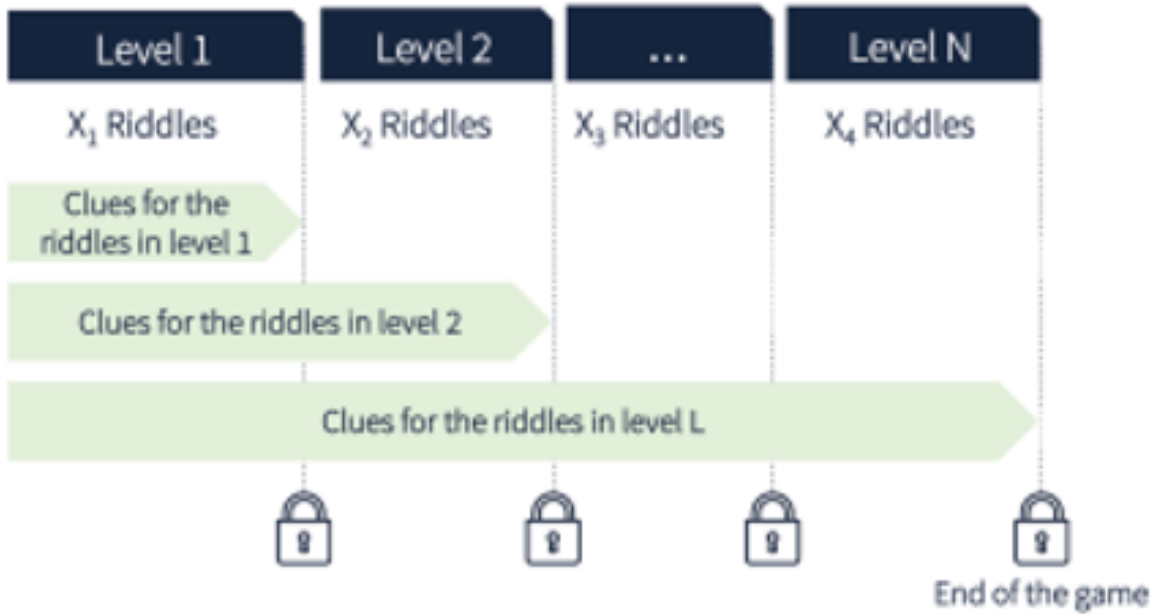 Level 1
Level 2
...
Level N
X₁ Riddles
X₂ Riddles
X₃ Riddles
X₄ Riddles
Clues for the
riddles in level 1
Clues for the riddles in level 2
Clues for the riddles in level L
End of the game